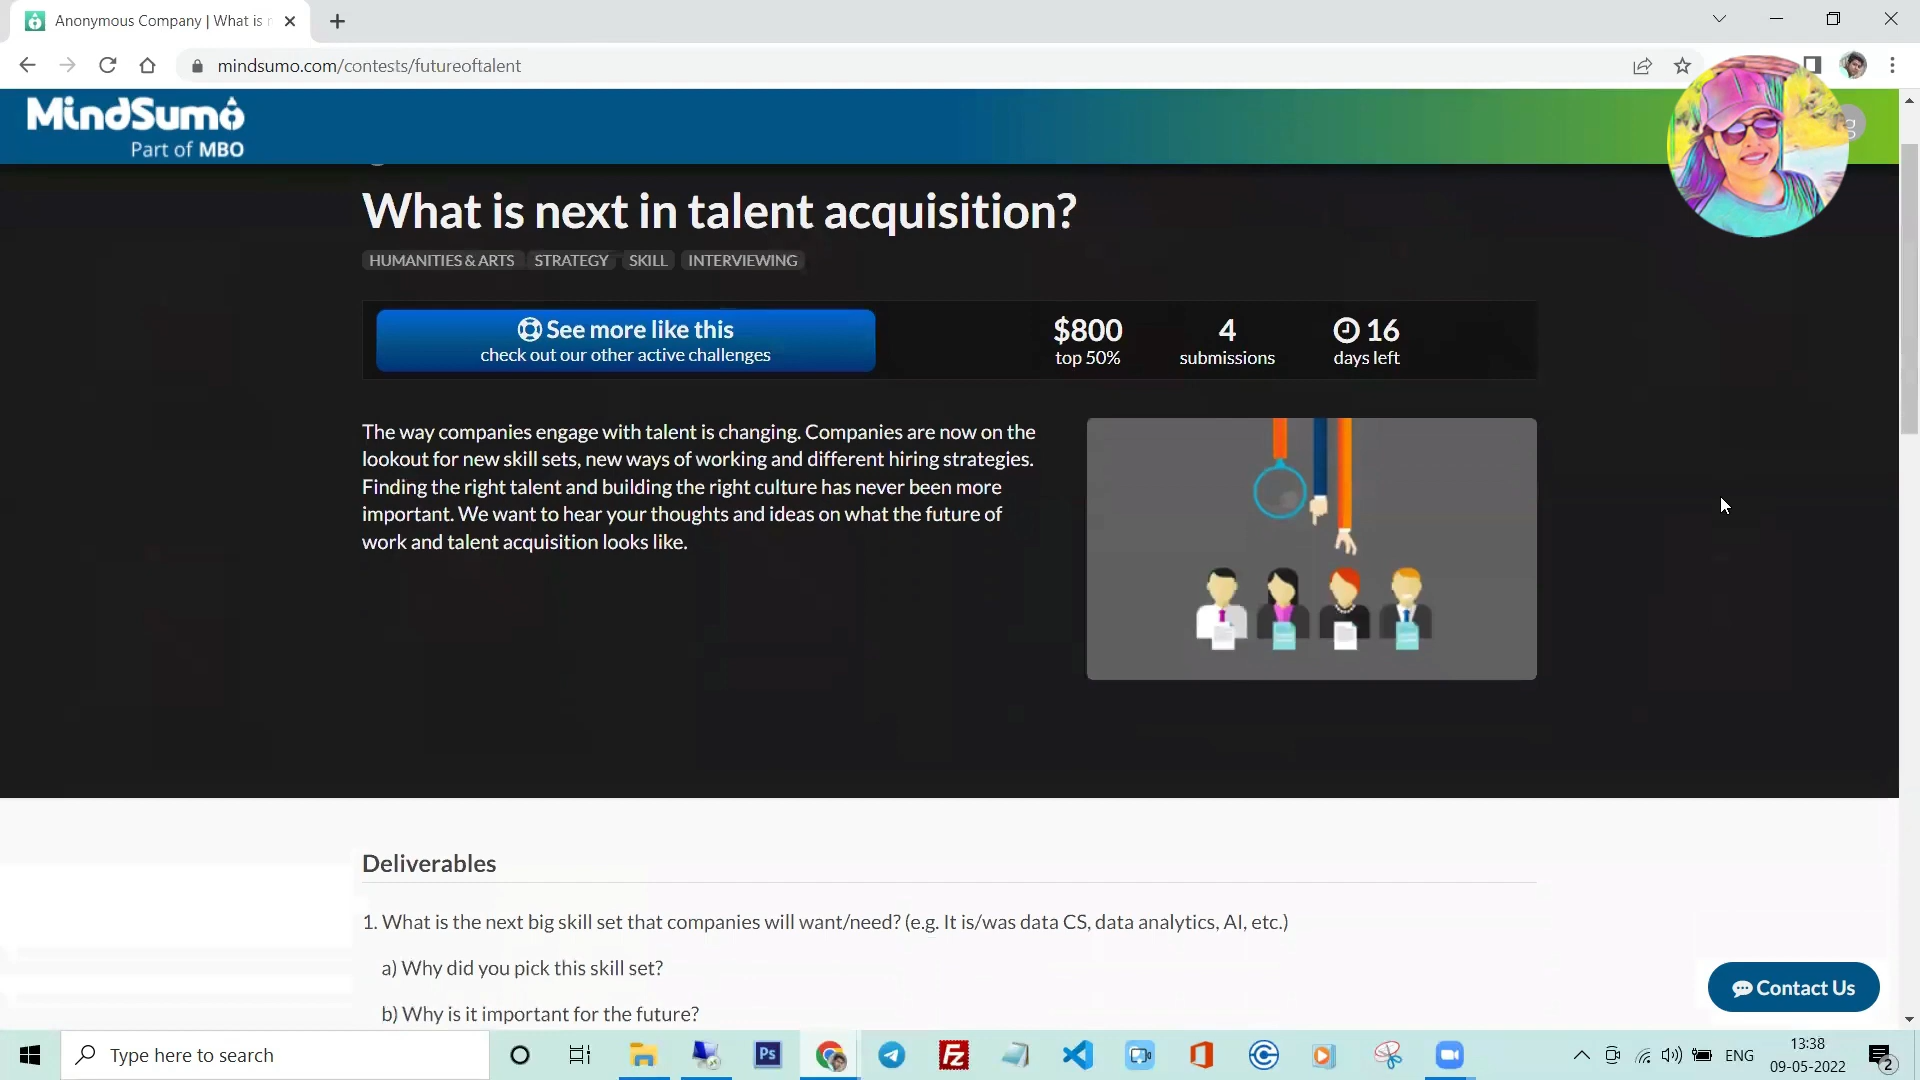 Anonymous Company | What is
mindsumo.com/contests/futureoftalent
MindSumo
Part of MBO
g
What is next in talent acquisition?
HUMANITIES & ARTS STRATEGY SKILL INTERVIEWING
See more like this
check out our other active challenges
$800
top 50%
4
submissions
16
days left
The way companies engage with talent is changing. Companies are now on the
lookout for new skill sets, new ways of working and different hiring strategies.
Finding the right talent and building the right culture has never been more
important. We want to hear your thoughts and ideas on what the future of
work and talent acquisition looks like.
Deliverables
1. What is the next big skill set that companies will want/need? (e.g. It is/was data CS, data analytics, AI, etc.)
a) Why did you pick this skill set?
b) Why is it important for the future?
Contact Us
Type here to search
Ps
Fz
ENG
13:38
09-05-2022
2